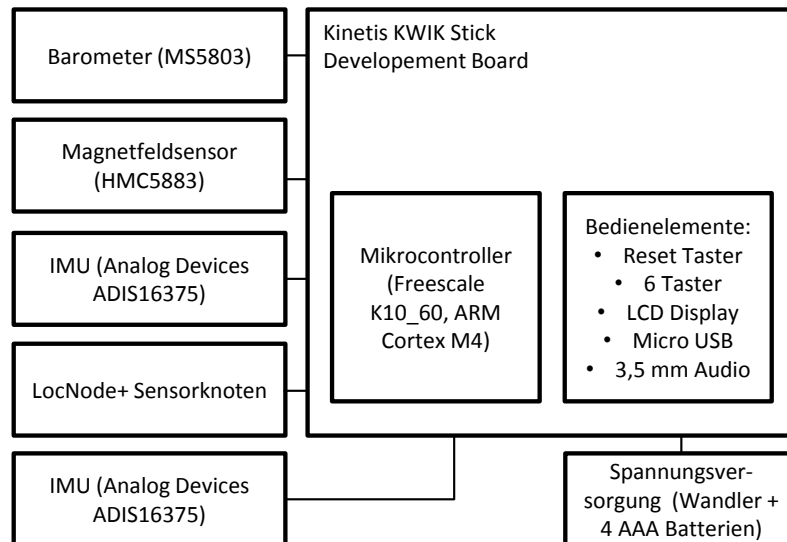 Barometer (MS5803)
Magnetfeldsensor
(HMC5883)
IMU (Analog Devices
ADIS16375)
LocNode+ Sensorknoten
IMU (Analog Devices
ADIS16375)
Kinetis KWIK Stick
Developement Board
Mikrocontroller
(Freescale
K10_60, ARM
Cortex M4)
Bedienelemente:
• Reset Taster
• 6 Taster
• LCD Display
• Micro USB
• 3,5 mm Audio
Spannungsver-
sorgung (Wandler +
4 AAA Batterien)